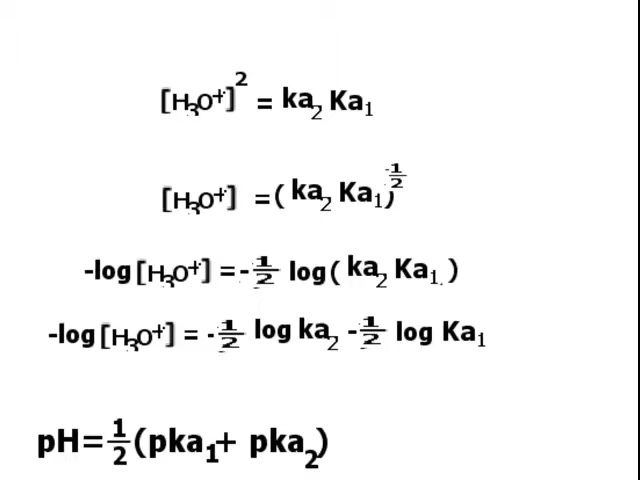 [H₃O⁺]² = ka₂ Ka₁
[H₃O⁺] = ( ka₂ Ka₁)^½
-log [H₃O⁺] = - ½ log ( ka₂ Ka₁. )
-log [H₃O⁺] = - ½ log ka₂ - ½ log Ka₁
pH= ½ (pka₁+ pka₂)